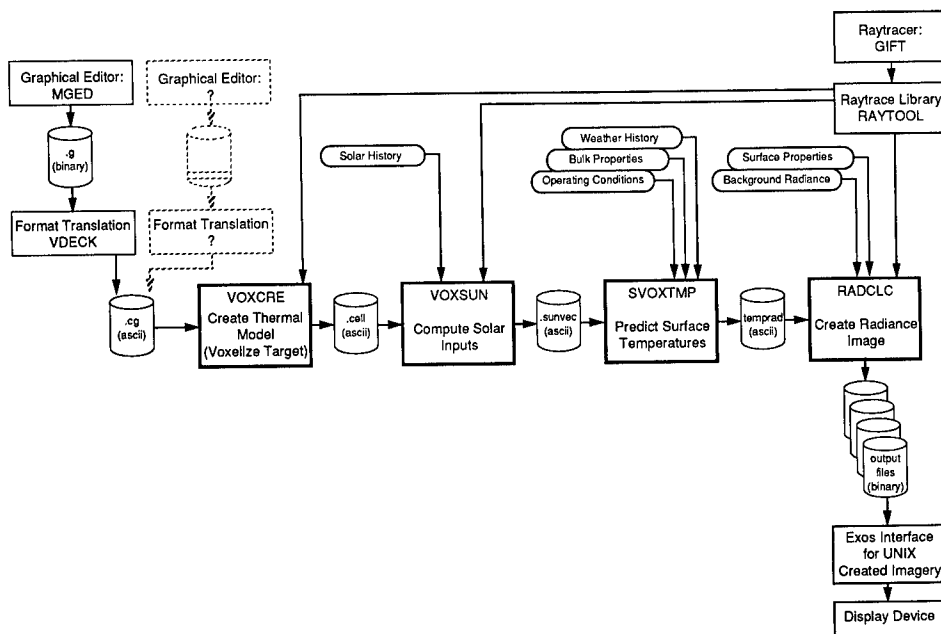 Raytracer:
GIFT
Graphical Editor:
MGED
Graphical Editor:
?
Raytrace Library
RAYTOOL
.g
(binary)
Solar History
Weather History
Bulk Properties
Operating Conditions
Surface Properties
Background Radiance
Format Translation
VDECK
Format Translation
?
.cg
(ascii)
VOXCRE
Create Thermal
Model
(Voxelize Target)
.cell
(ascii)
VOXSUN
Compute Solar
Inputs
.sunvec
(ascii)
SVOXTMP
Predict Surface
Temperatures
temprad
(ascii)
RADCLC
Create Radiance
Image
output
files
(binary)
Exos Interface
for UNIX
Created Imagery
Display Device